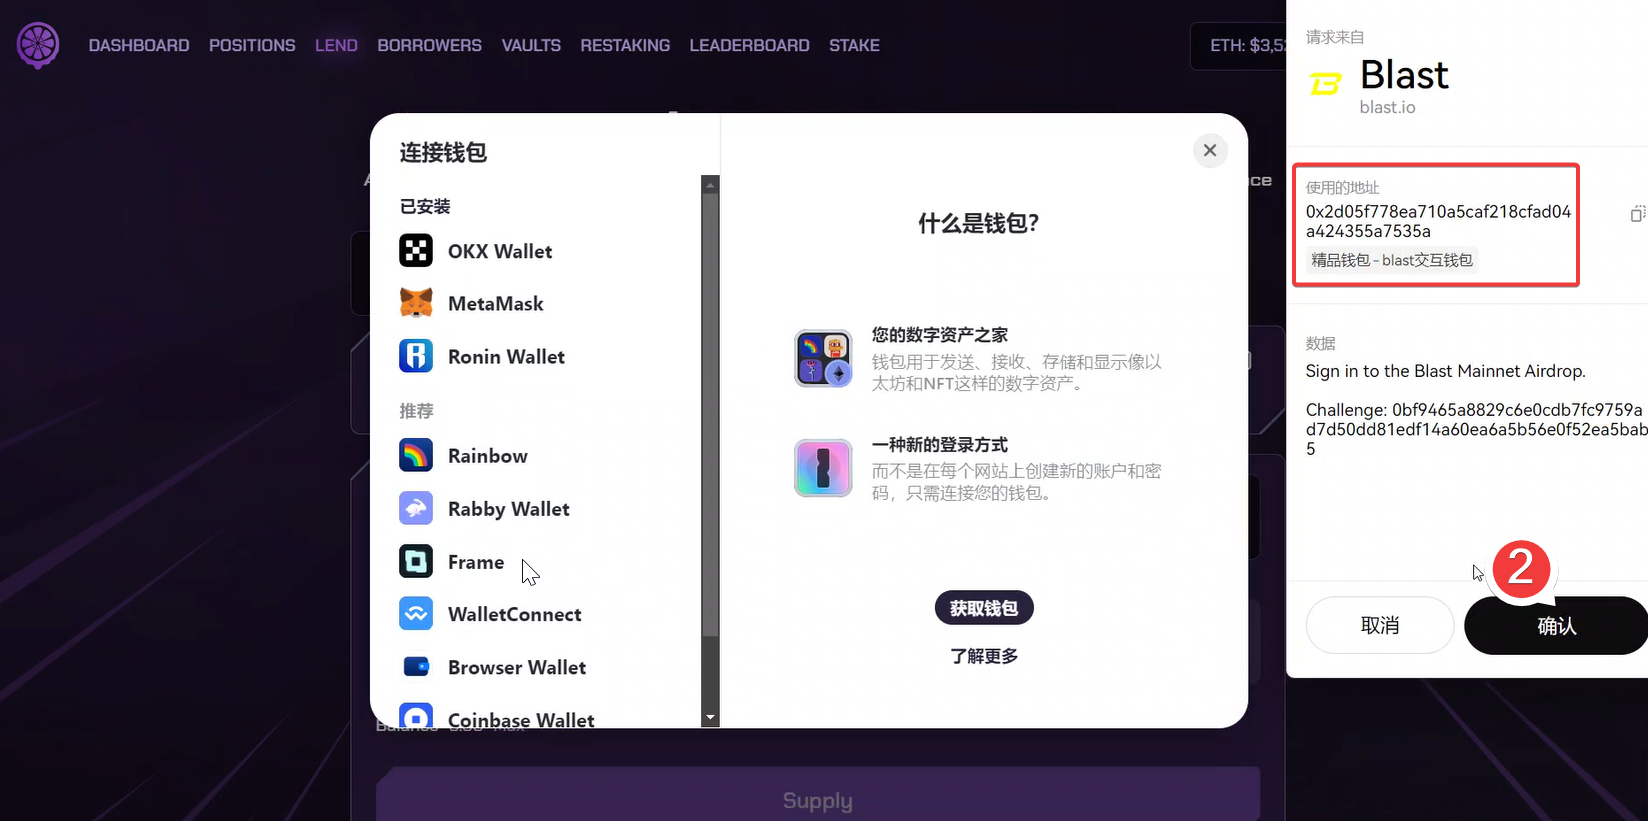 DASHBOARD POSITIONS LEND BORROWERS VAULTS RESTAKING LEADERBOARD STAKE
ETH: $3,52
连接钱包
已安装
OKX Wallet
MetaMask
Ronin Wallet
推荐
Rainbow
Rabby Wallet
Frame
WalletConnect
Browser Wallet
Coinbase Wallet
什么是钱包？
您的数字资产之家
钱包用于发送、接收、存储和显示像以
太坊和NFT这样的数字资产。
一种新的登录方式
而不是在每个网站上创建新的账户和密
码，只需连接您的钱包。
获取钱包
了解更多
Supply
请求来自
Blast
blast.io
使用的地址
0x2d05f778ea710a5caf218cfad04
a424355a7535a
精品钱包 - blast交互钱包
数据
Sign in to the Blast Mainnet Airdrop.
Challenge: 0bf9465a8829c6e0cdb7fc9759a
d7d50dd81edf14a60ea6a5b56e0f52ea5bab
5
2
取消
确认